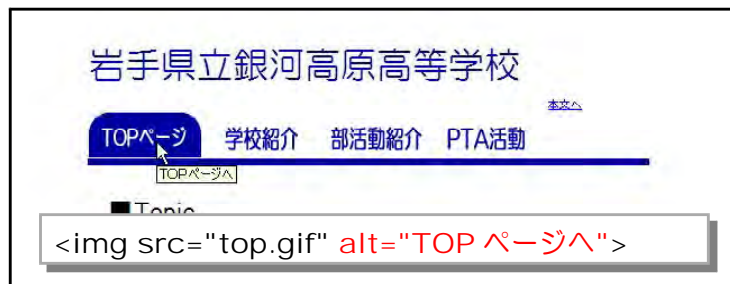 岩手県立銀河高原高等学校
本文へ
TOPページ 学校紹介 部活動紹介 PTA活動
TOPページへ
■Topic
<img src="top.gif" alt="TOP ページへ">